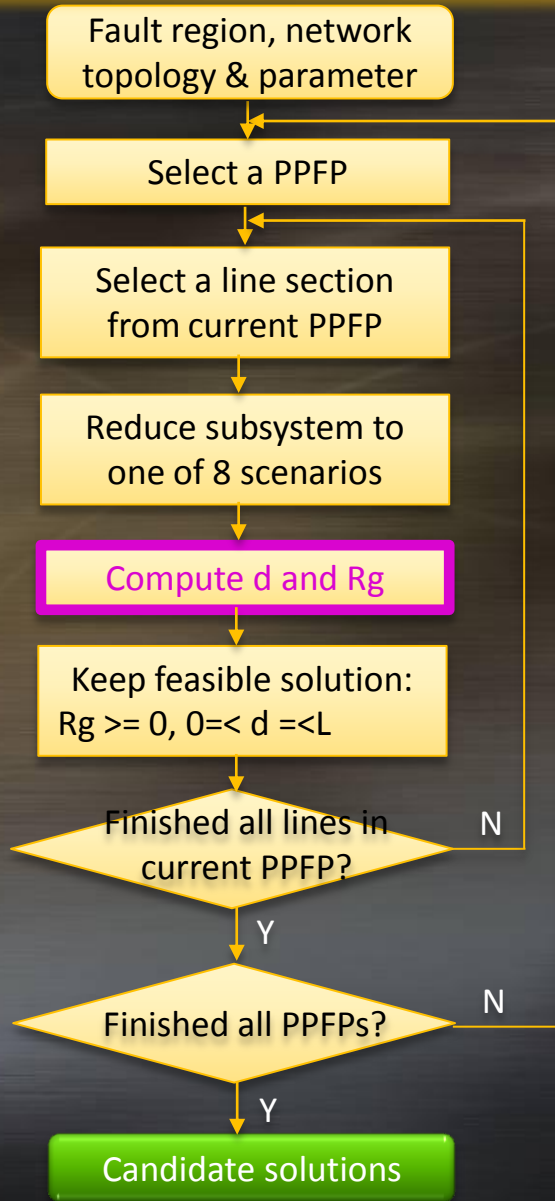 Fault region, network
topology & parameter
Select a PPFP
Select a line section
from current PPFP
Reduce subsystem to
one of 8 scenarios
Compute d and Rg
Keep feasible solution:
Rg >= 0, 0=< d =<L
Finished all lines in
current PPFP?
N
Y
Finished all PPFPs?
N
Y
Candidate solutions